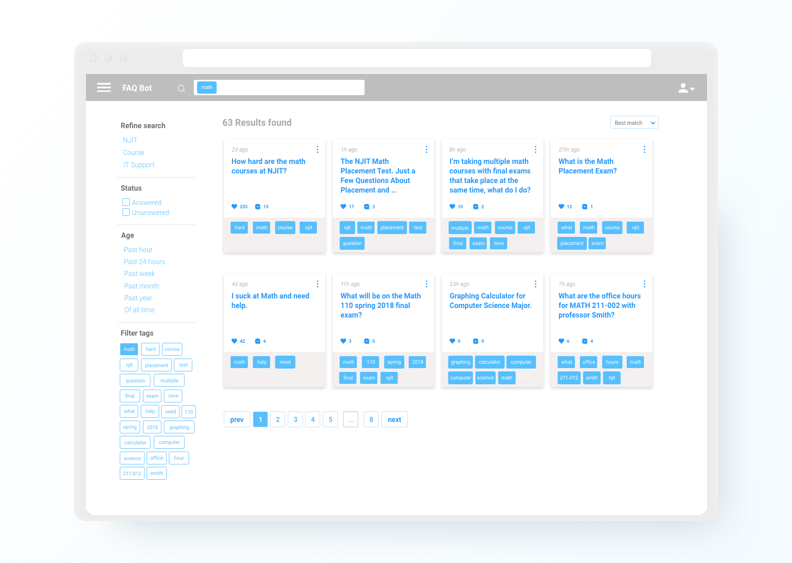 FAQ Bot
math
Refine search
NJIT
Course
IT Support
Status
Answered
Unanswered
Age
Past hour
Past 24 hours
Past week
Past month
Past year
Of all time
Filter tags
math hard course
njit placement test
question multiple
final exam time
what help need 110
spring 2018 graphing
calculator computer
science office hour
211-012 smith
63 Results found
Best match
2d ago
How hard are the math
courses at NJIT?
235 15
hard math course njit
1h ago
The NJIT Math
Placement Test. Just a
Few Questions About
Placement and ...
17 3
njit math placement test
question
6h ago
I'm taking multiple math
courses with final exams
that take place at the
same time, what do I do?
10 2
multiple math course njit
final exam time
27m ago
What is the Math
Placement Exam?
12 1
what math course njit
placement exam
4d ago
I suck at Math and need
help.
42 6
math help need
11h ago
What will be on the Math
110 spring 2018 final
exam?
3 0
math 110 spring 2018
final exam njit
23h ago
Graphing Calculator for
Computer Science Major.
0 0
graphing calculator computer
computer science math
7h ago
What are the office hours
for MATH 211-002 with
professor Smith?
6 4
what office hours math
211-012 smith njit
prev 1 2 3 4 5 ... 8 next